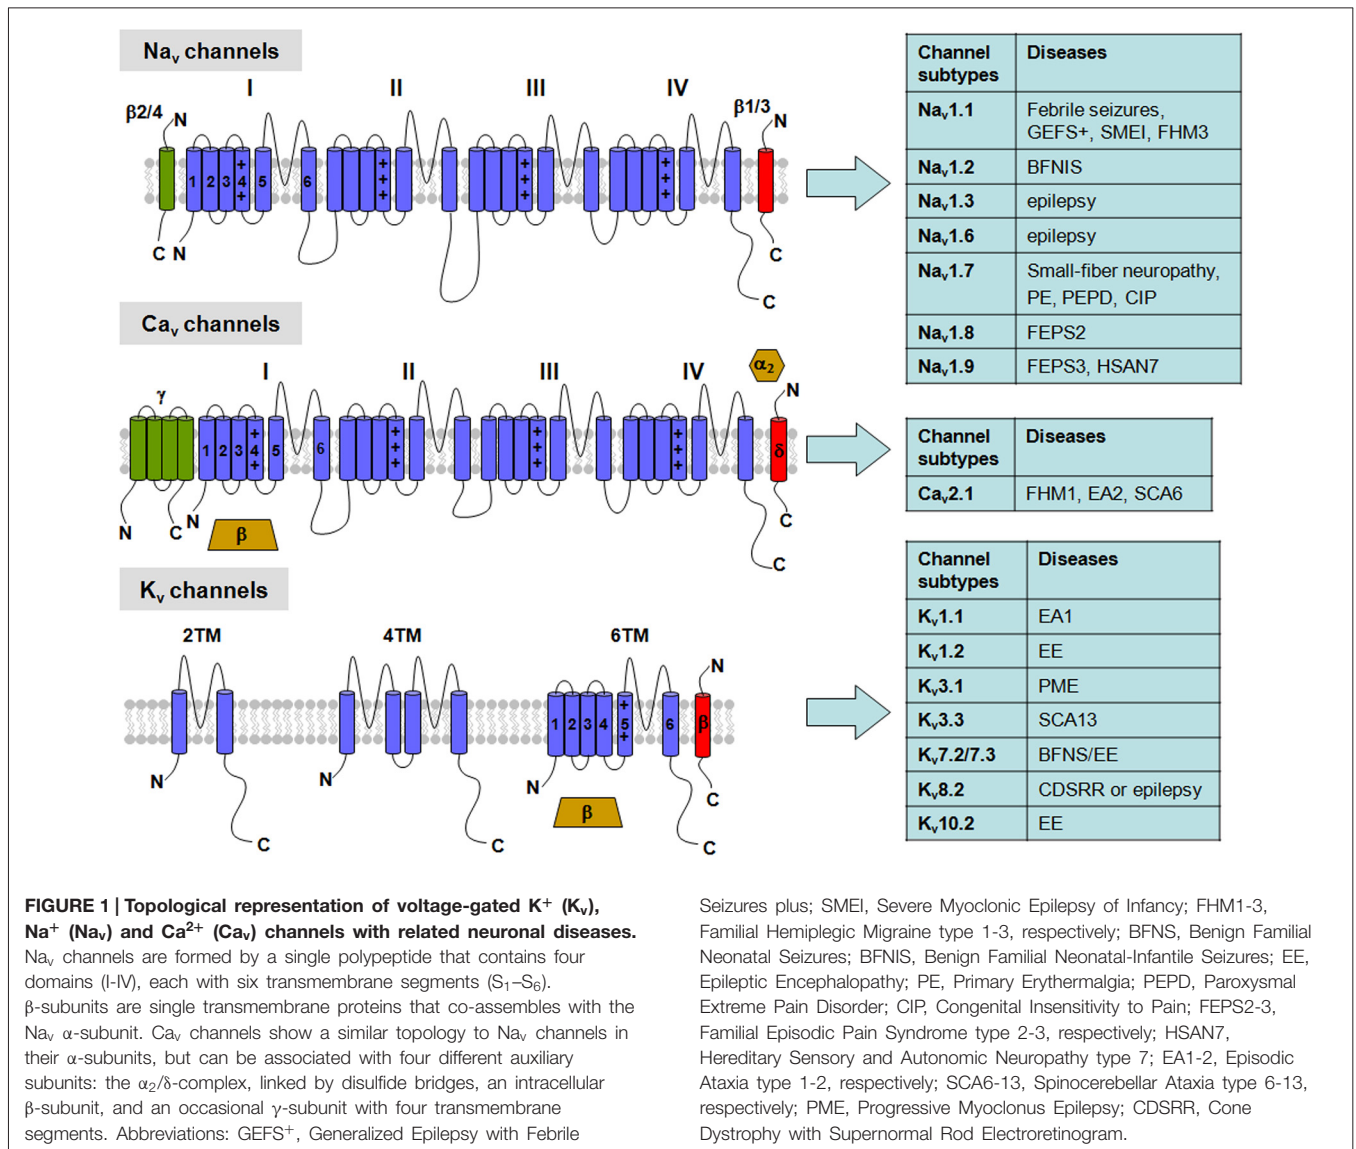 Nav channels
I II III IV
β2/4 N
β1/3
N
1 2 3 +4+ 5 6
+++
+++
+++
C N
C
C
Channel subtypes Diseases
Nav1.1 Febrile seizures,
GEFS+, SMEI, FHM3
Nav1.2 BFNIS
Nav1.3 epilepsy
Nav1.6 epilepsy
Nav1.7 Small-fiber neuropathy,
PE, PEPD, CIP
Nav1.8 FEPS2
Nav1.9 FEPS3, HSAN7
Cav channels
I II III IV
α2
N
γ
1 2 3 +4+ 5 6
+++
+++
+++
δ
N C N
β
C
C
Channel subtypes Diseases
Cav2.1 FHM1, EA2, SCA6
Kv channels
2TM 4TM 6TM
N
1 2 3 4 +5+ 6
β
N N N
β
C
C C C
Channel subtypes Diseases
Kv1.1 EA1
Kv1.2 EE
Kv3.1 PME
Kv3.3 SCA13
Kv7.2/7.3 BFNS/EE
Kv8.2 CDSRR or epilepsy
Kv10.2 EE
FIGURE 1 | Topological representation of voltage-gated K+ (Kv),
Na+ (Nav) and Ca2+ (Cav) channels with related neuronal diseases.
Nav channels are formed by a single polypeptide that contains four
domains (I-IV), each with six transmembrane segments (S1–S6).
β-subunits are single transmembrane proteins that co-assembles with the
Nav α-subunit. Cav channels show a similar topology to Nav channels in
their α-subunits, but can be associated with four different auxiliary
subunits: the α2/δ-complex, linked by disulfide bridges, an intracellular
β-subunit, and an occasional γ-subunit with four transmembrane
segments. Abbreviations: GEFS+, Generalized Epilepsy with Febrile
Seizures plus; SMEI, Severe Myoclonic Epilepsy of Infancy; FHM1-3,
Familial Hemiplegic Migraine type 1-3, respectively; BFNS, Benign Familial
Neonatal Seizures; BFNIS, Benign Familial Neonatal-Infantile Seizures; EE,
Epileptic Encephalopathy; PE, Primary Erythermalgia; PEPD, Paroxysmal
Extreme Pain Disorder; CIP, Congenital Insensitivity to Pain; FEPS2-3,
Familial Episodic Pain Syndrome type 2-3, respectively; HSAN7,
Hereditary Sensory and Autonomic Neuropathy type 7; EA1-2, Episodic
Ataxia type 1-2, respectively; SCA6-13, Spinocerebellar Ataxia type 6-13,
respectively; PME, Progressive Myoclonus Epilepsy; CDSRR, Cone
Dystrophy with Supernormal Rod Electroretinogram.